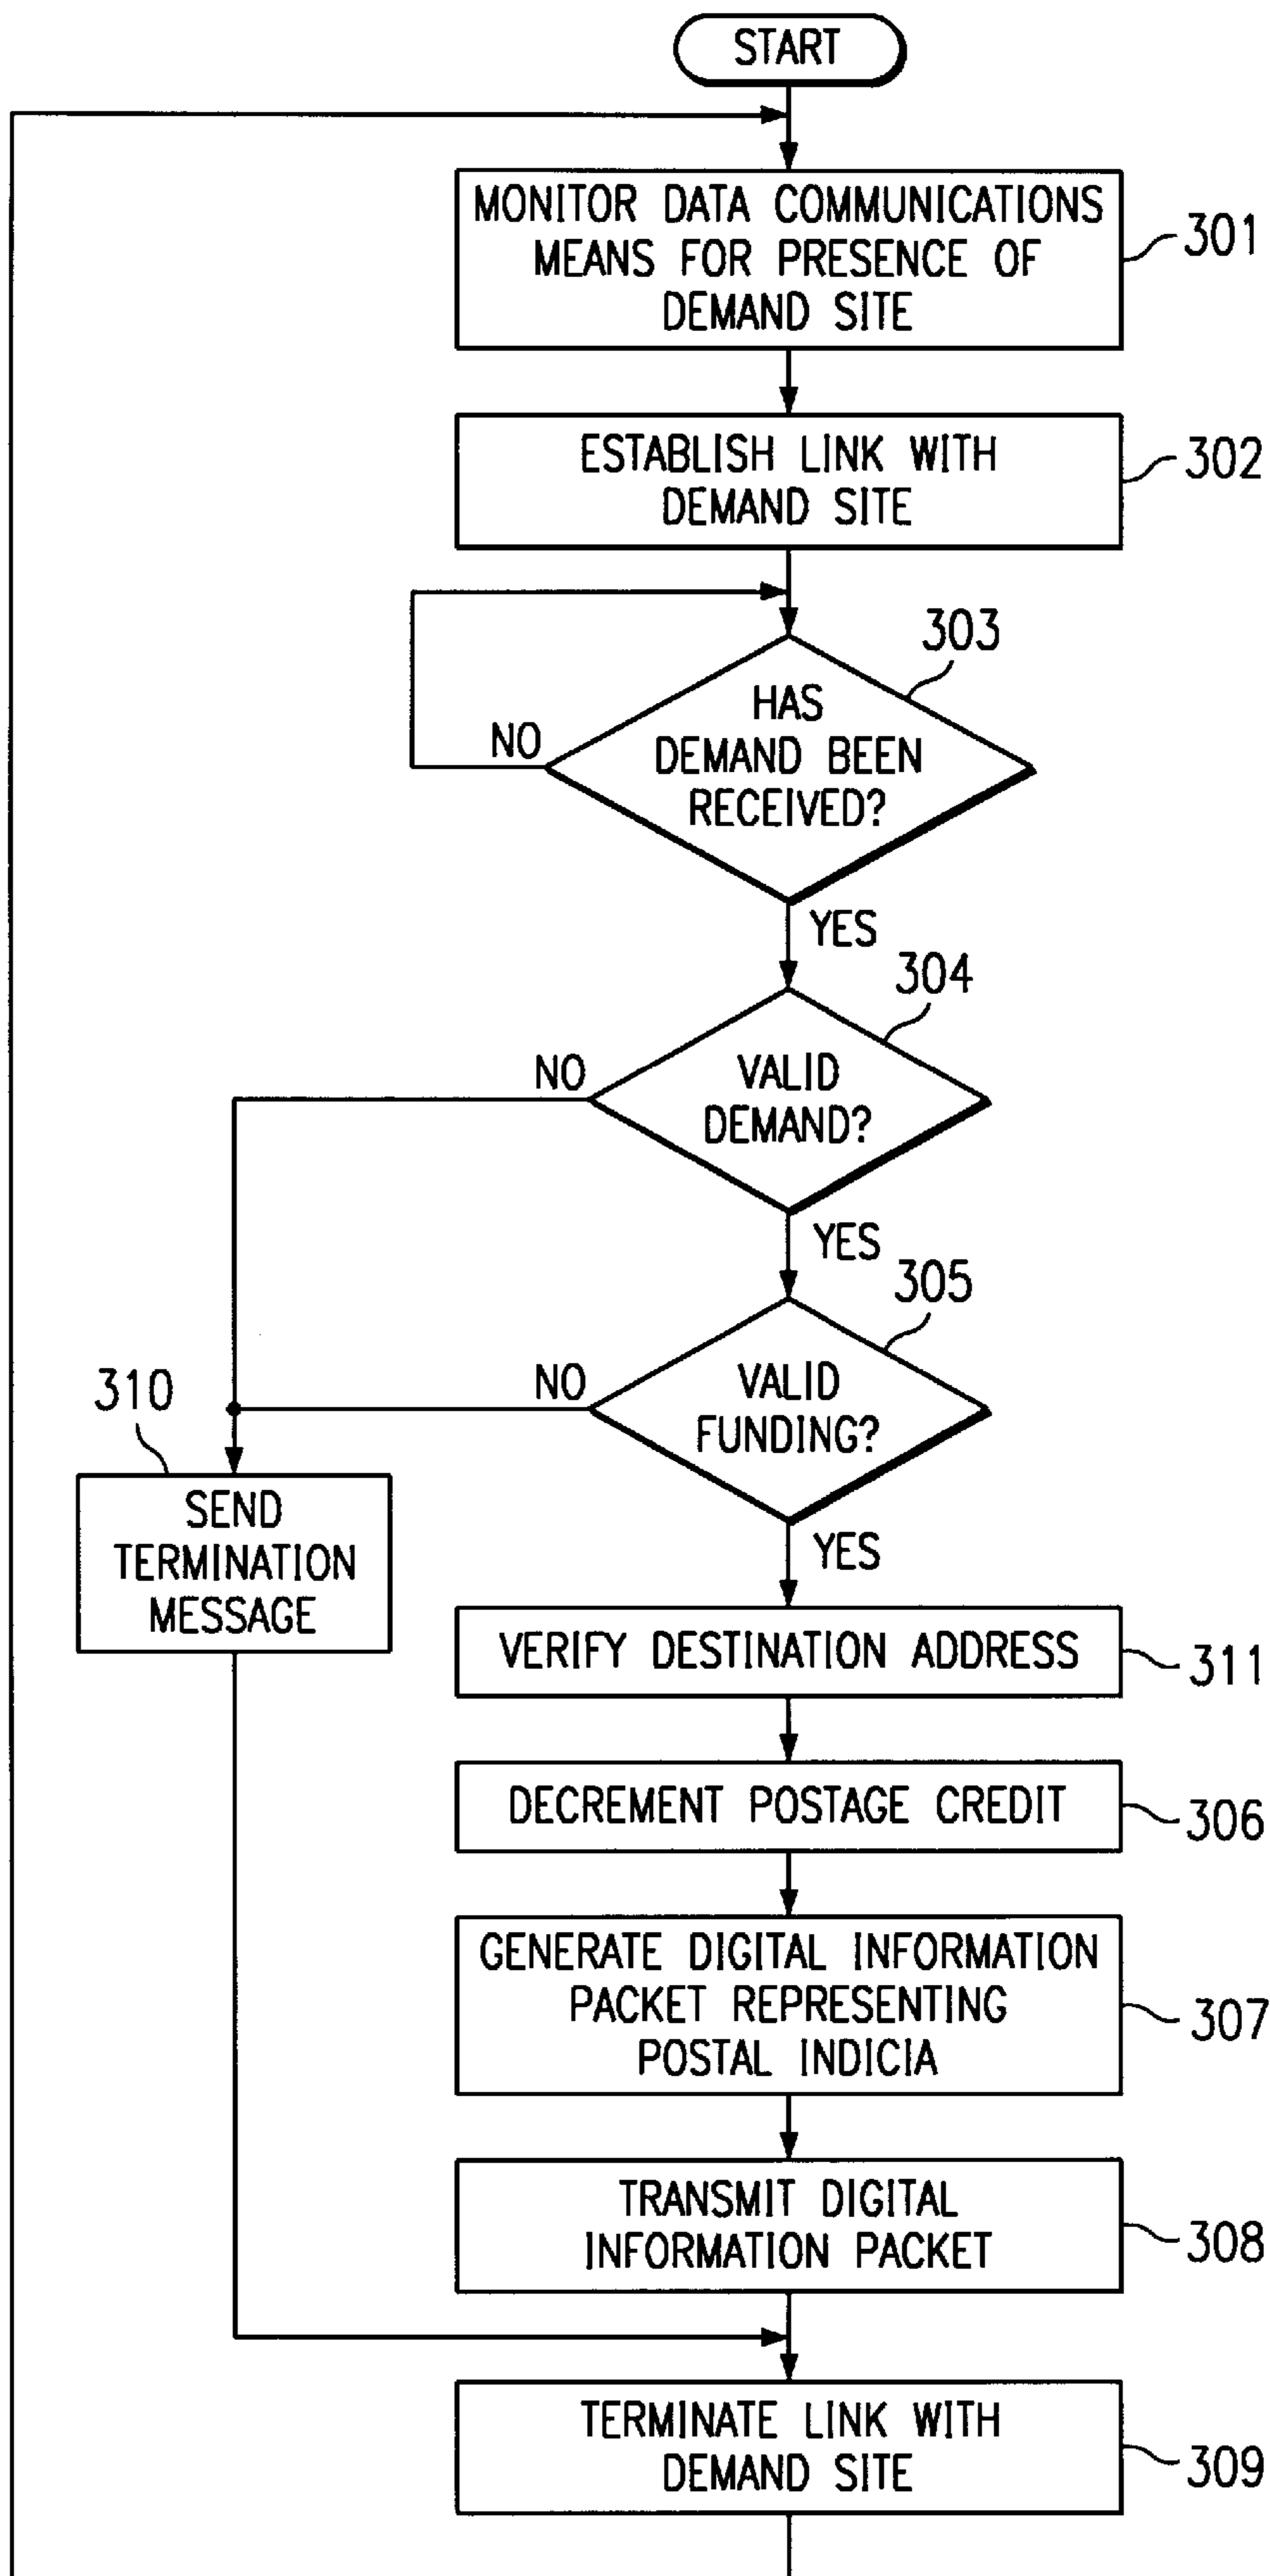 START
MONITOR DATA COMMUNICATIONS
MEANS FOR PRESENCE OF
DEMAND SITE
301
ESTABLISH LINK WITH
DEMAND SITE
302
303
HAS
DEMAND BEEN
RECEIVED?
NO
YES
304
VALID
DEMAND?
NO
YES
305
VALID
FUNDING?
NO
YES
310
SEND
TERMINATION
MESSAGE
VERIFY DESTINATION ADDRESS
311
DECREMENT POSTAGE CREDIT
306
GENERATE DIGITAL INFORMATION
PACKET REPRESENTING
POSTAL INDICIA
307
TRANSMIT DIGITAL
INFORMATION PACKET
308
TERMINATE LINK WITH
DEMAND SITE
309